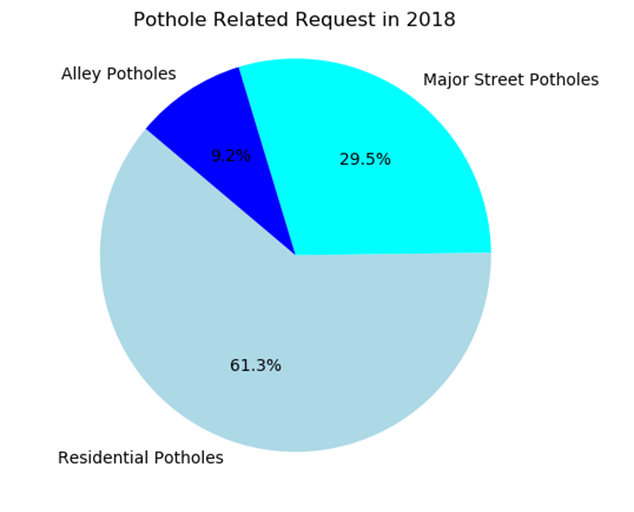 Pothole Related Request in 2018
Alley Potholes
Major Street Potholes
9.2%
29.5%
61.3%
Residential Potholes